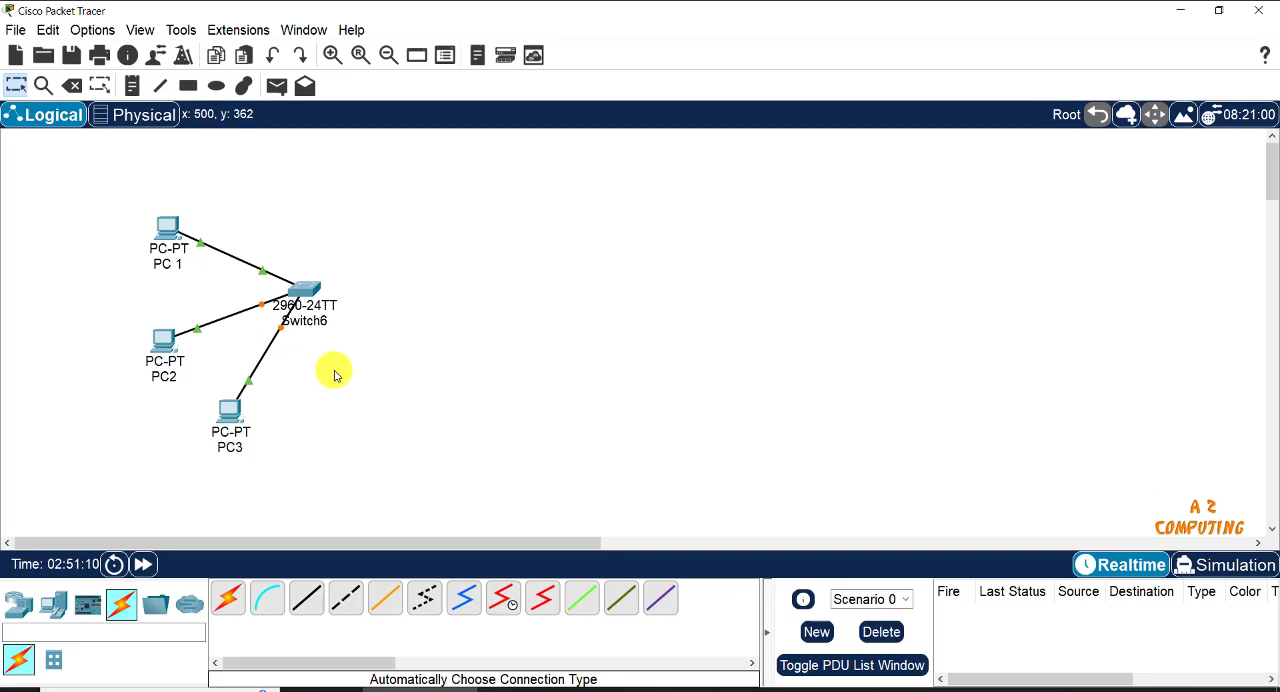 Cisco Packet Tracer
File Edit Options View Tools Extensions Window Help
Logical Physical x: 500, y: 362 Root 08:21:00
PC-PT
PC 1
2960-24TT
Switch6
PC-PT
PC2
PC-PT
PC3
A Z
COMPUTING
Time: 02:51:10 Realtime Simulation
Scenario 0
New Delete
Toggle PDU List Window
Fire Last Status Source Destination Type Color T
Automatically Choose Connection Type